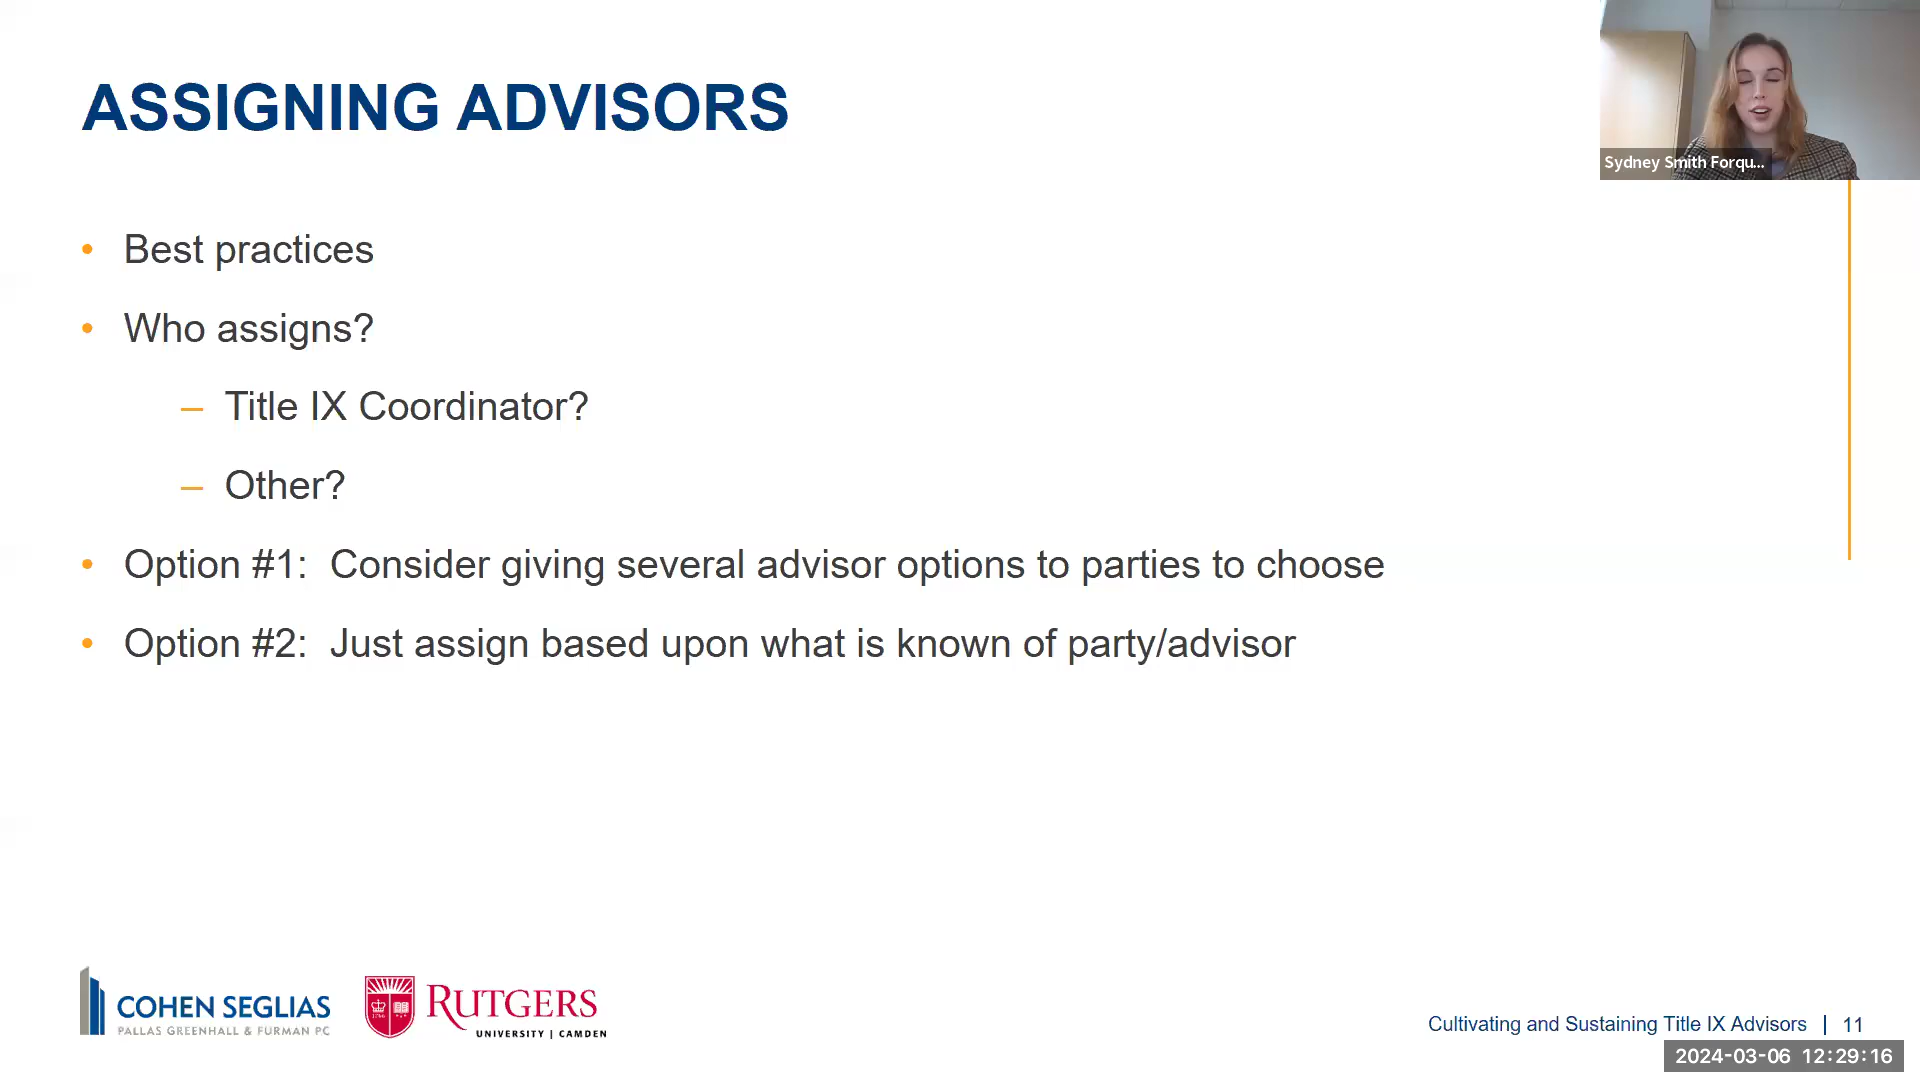 ASSIGNING ADVISORS
Sydney Smith Forqu...
• Best practices
• Who assigns?
– Title IX Coordinator?
– Other?
• Option #1: Consider giving several advisor options to parties to choose
• Option #2: Just assign based upon what is known of party/advisor
COHEN SEGLIAS
PALLAS GREENHALL & FURMAN PC
1766
RUTGERS
UNIVERSITY | CAMDEN
Cultivating and Sustaining Title IX Advisors | 11
2024-03-06 12:29:16